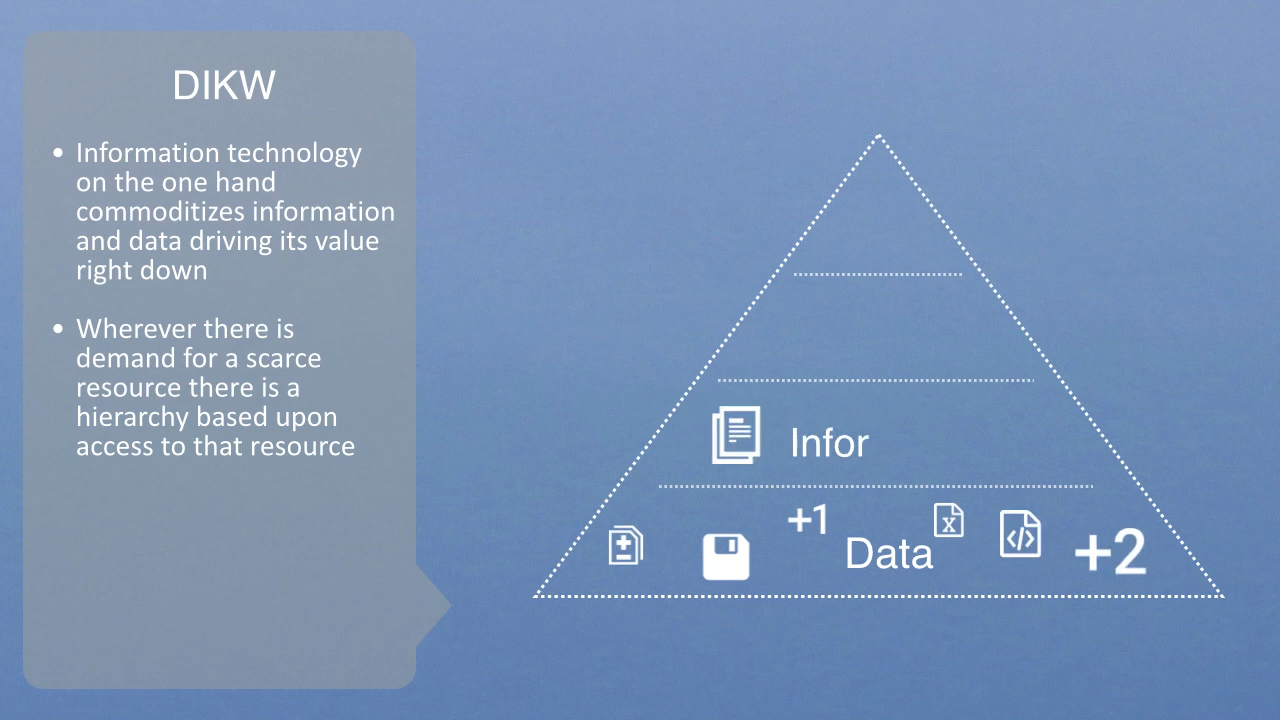 DIKW
• Information technology
on the one hand
commoditizes information
and data driving its value
right down
• Wherever there is
demand for a scarce
resource there is a
hierarchy based upon
access to that resource
Infor
+1
X
</>
Data
+2